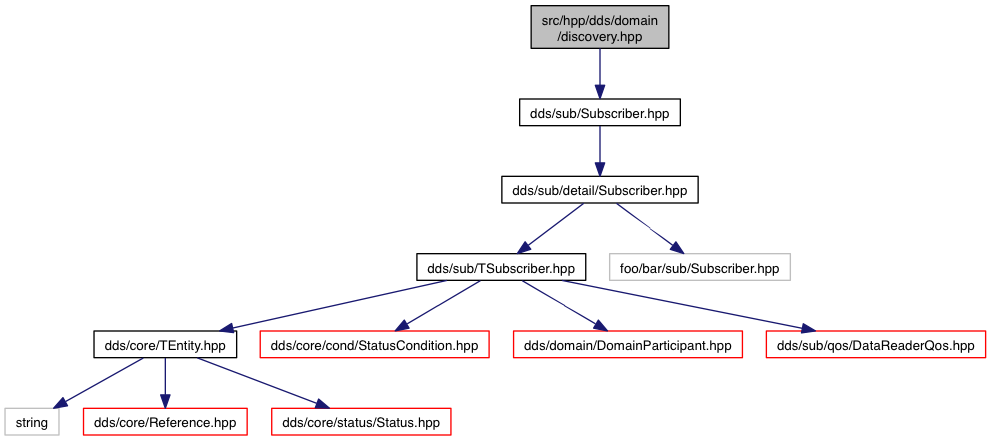 src/hpp/dds/domain
/discovery.hpp
dds/sub/Subscriber.hpp
dds/sub/detail/Subscriber.hpp
dds/sub/TSubscriber.hpp
foo/bar/sub/Subscriber.hpp
dds/core/TEntity.hpp
dds/core/cond/StatusCondition.hpp
dds/domain/DomainParticipant.hpp
dds/sub/qos/DataReaderQos.hpp
string
dds/core/Reference.hpp
dds/core/status/Status.hpp